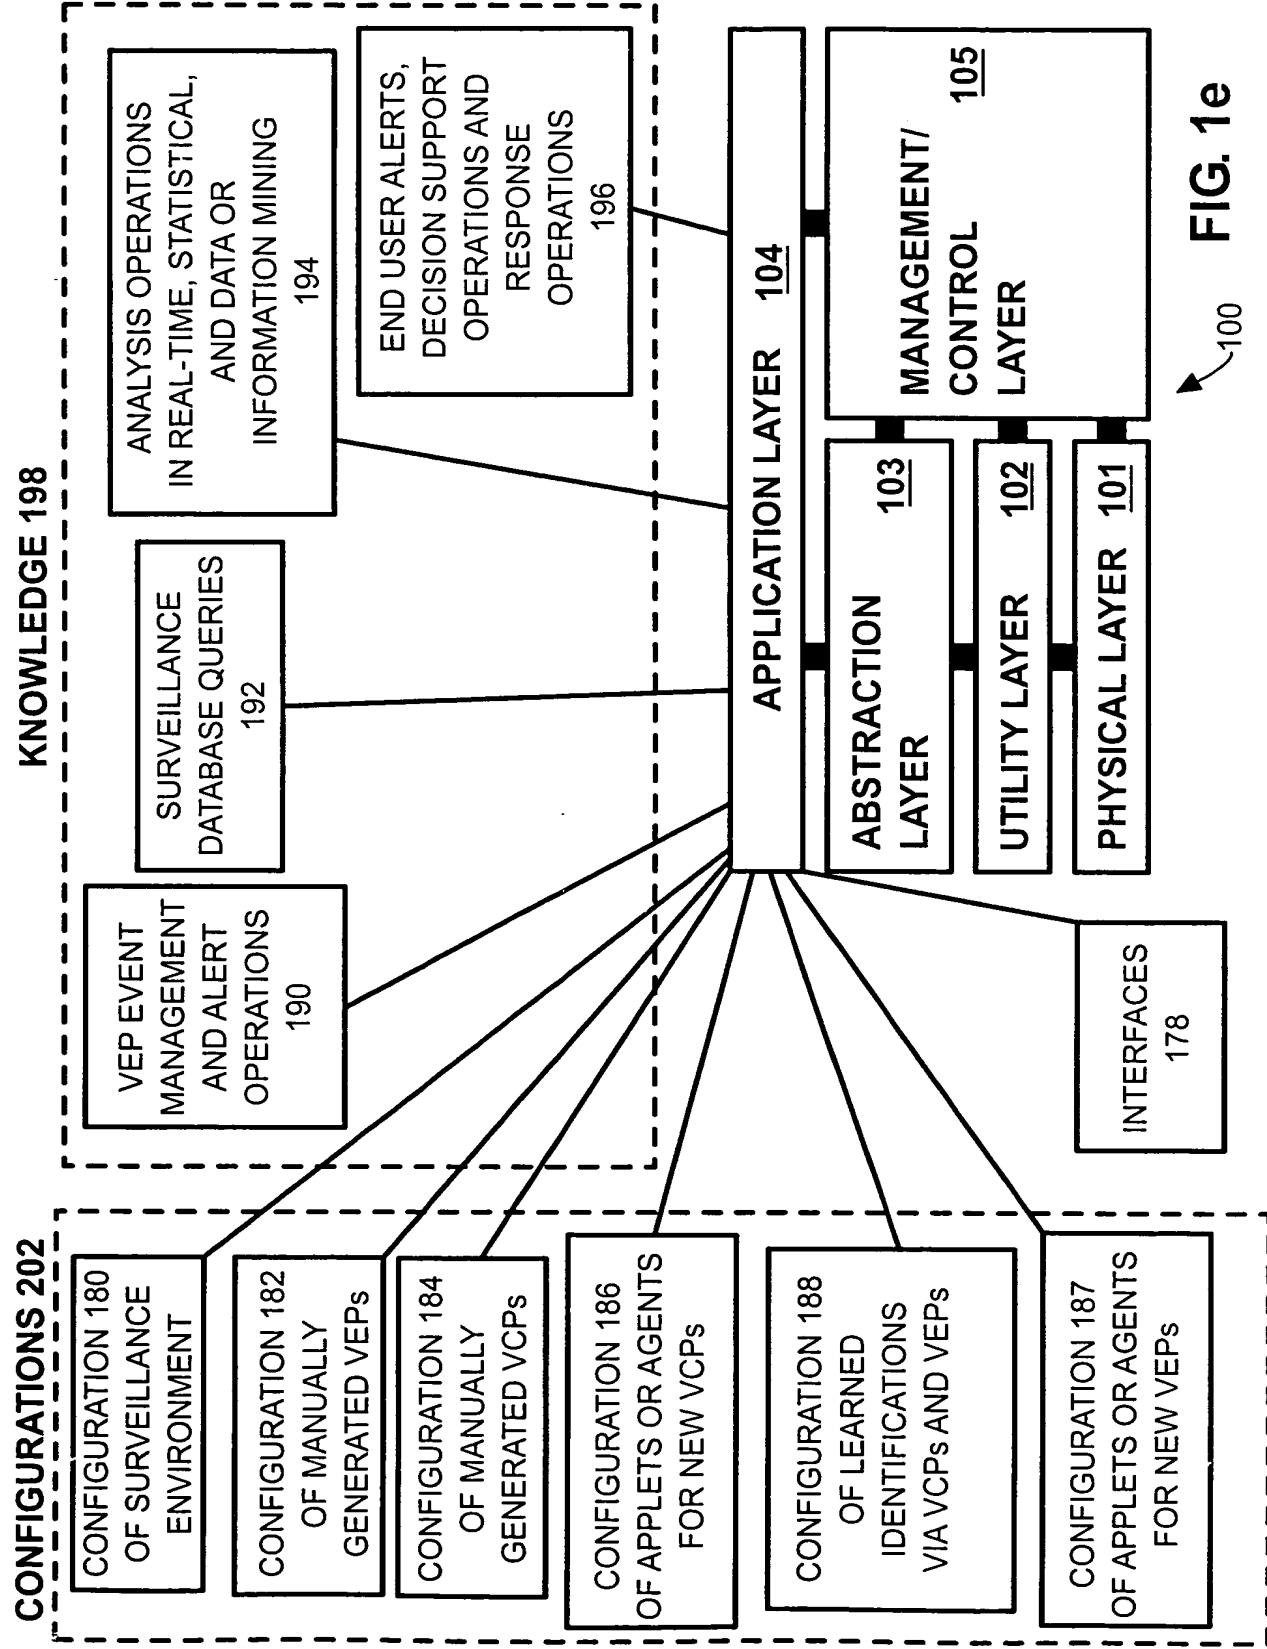 CONFIGURATIONS 202
CONFIGURATION 180
OF SURVEILLANCE
ENVIRONMENT
CONFIGURATION 182
OF MANUALLY
GENERATED VEPs
CONFIGURATION 184
OF MANUALLY
GENERATED VCPs
CONFIGURATION 186
OF APPLETS OR AGENTS
FOR NEW VCPs
CONFIGURATION 188
OF LEARNED
IDENTIFICATIONS
VIA VCPs AND VEPs
CONFIGURATION 187
OF APPLETS OR AGENTS
FOR NEW VEPs
KNOWLEDGE 198
VEP EVENT
MANAGEMENT
AND ALERT
OPERATIONS
190
SURVEILLANCE
DATABASE QUERIES
192
ANALYSIS OPERATIONS
IN REAL-TIME, STATISTICAL,
AND DATA OR
INFORMATION MINING
194
END USER ALERTS,
DECISION SUPPORT
OPERATIONS AND
RESPONSE
OPERATIONS
196
APPLICATION LAYER 104
ABSTRACTION
LAYER 103
UTILITY LAYER 102
PHYSICAL LAYER 101
MANAGEMENT/
CONTROL
LAYER 105
INTERFACES
178
100
FIG. 1e